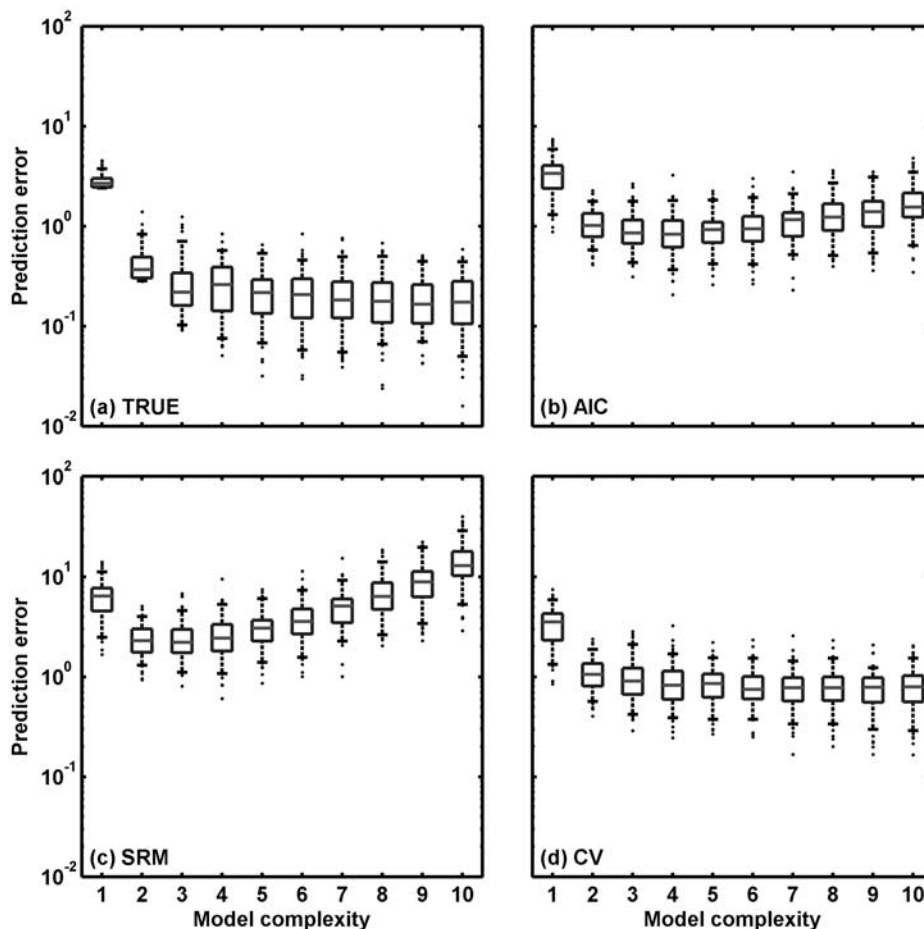 10^2
10^1
10^0
10^-1
10^-2
Prediction error
(a) TRUE
(b) AIC
10^2
10^1
10^0
10^-1
10^-2
Prediction error
(c) SRM
(d) CV
1 2 3 4 5 6 7 8 9 10
1 2 3 4 5 6 7 8 9 10
Model complexity
Model complexity